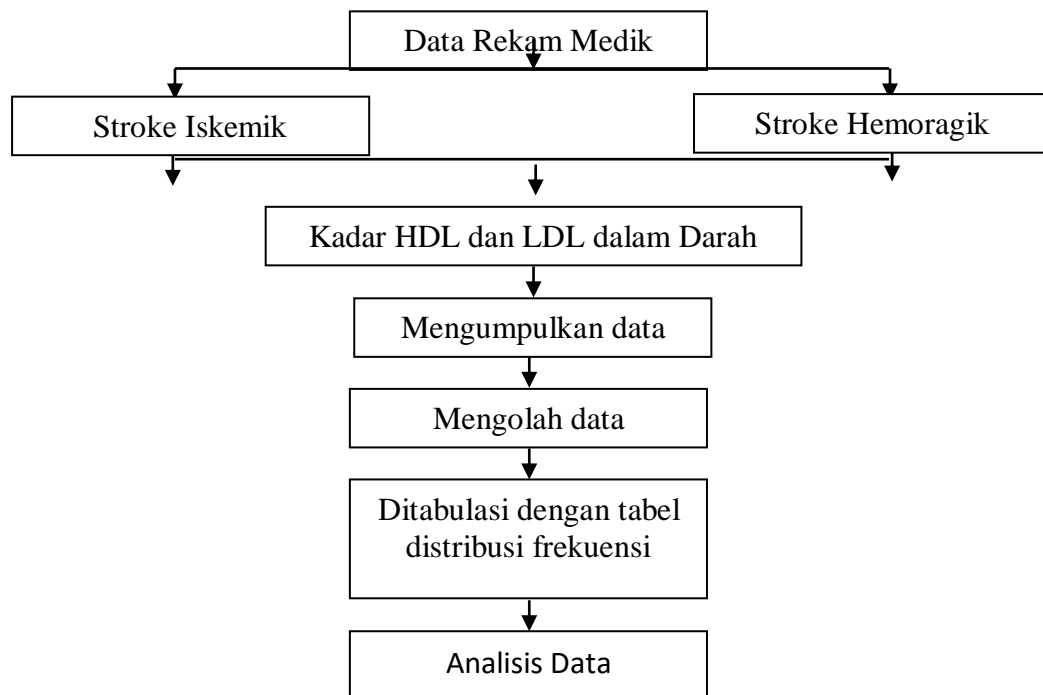 Data Rekam Medik
Stroke Iskemik
Stroke Hemoragik
Kadar HDL dan LDL dalam Darah
Mengumpulkan data
Mengolah data
Ditabulasi dengan tabel
distribusi frekuensi
Analisis Data